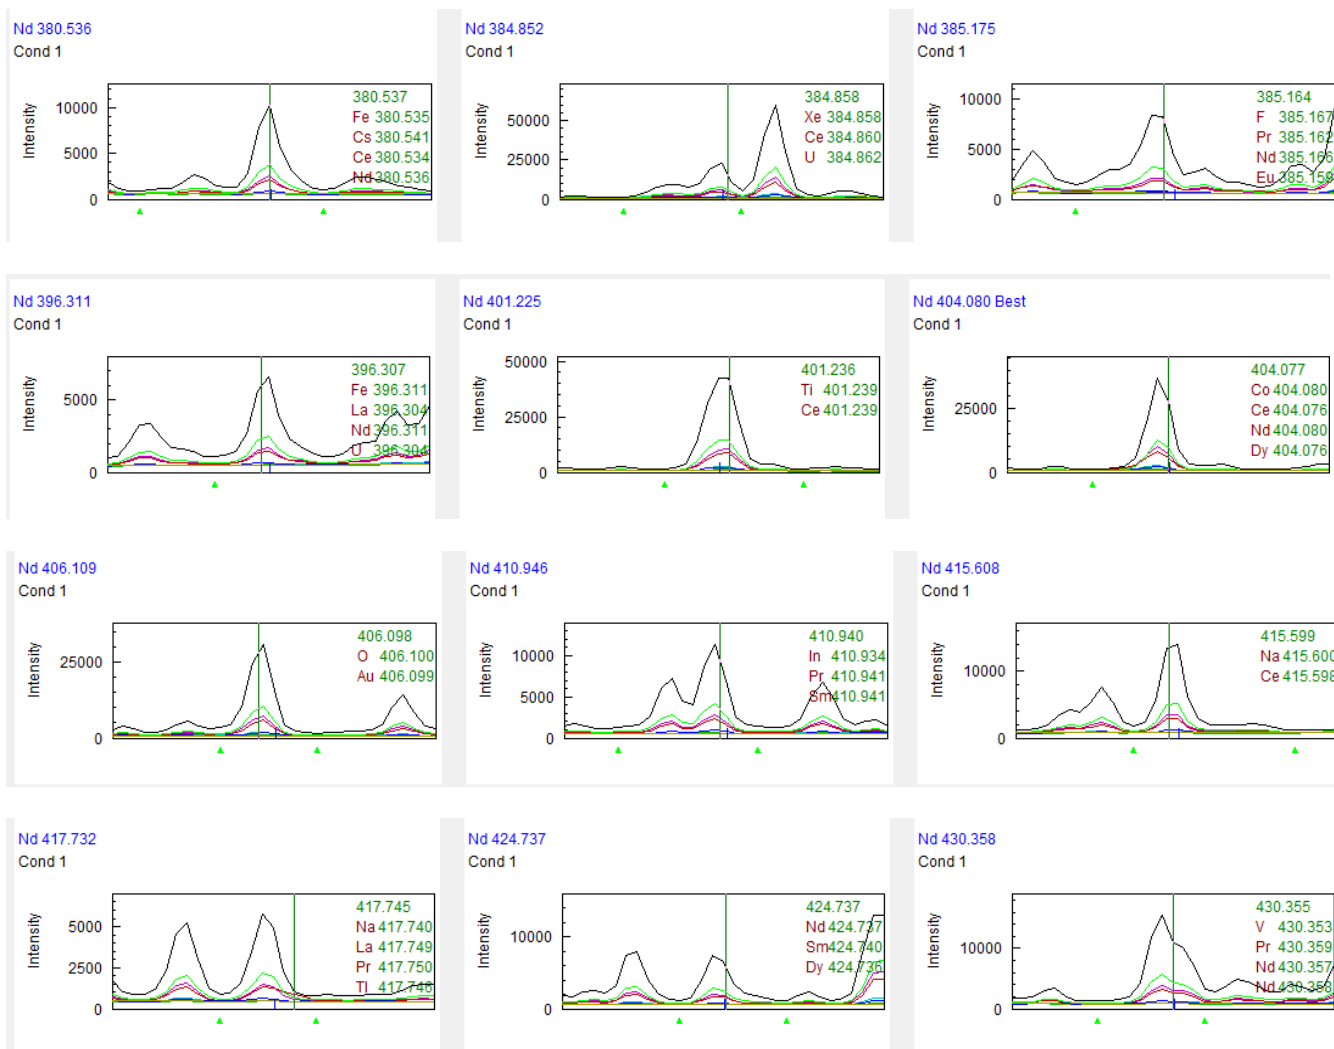 Nd 380.536
Cond 1
Intensity
10000
5000
0
380.537
Fe 380.535
Cs 380.541
Ce 380.534
Nd 380.536
Nd 384.852
Cond 1
Intensity
50000
25000
0
384.858
Xe 384.858
Ce 384.860
U 384.862
Nd 385.175
Cond 1
Intensity
10000
5000
0
385.164
F 385.167
Pr 385.162
Nd 385.166
Eu 385.159
Nd 396.311
Cond 1
Intensity
5000
0
396.307
Fe 396.311
La 396.304
Nd 396.311
U 396.304
Nd 401.225
Cond 1
Intensity
50000
25000
0
401.236
Ti 401.239
Ce 401.239
Nd 404.080 Best
Cond 1
Intensity
25000
0
404.077
Co 404.080
Ce 404.076
Nd 404.080
Dy 404.076
Nd 406.109
Cond 1
Intensity
25000
0
406.098
O 406.100
Au 406.099
Nd 410.946
Cond 1
Intensity
10000
5000
0
410.940
In 410.934
Pr 410.941
Sm 410.941
Nd 415.608
Cond 1
Intensity
10000
0
415.599
Na 415.600
Ce 415.598
Nd 417.732
Cond 1
Intensity
5000
2500
0
417.745
Na 417.740
La 417.749
Pr 417.750
Tl 417.746
Nd 424.737
Cond 1
Intensity
10000
0
424.737
Nd 424.737
Sm 424.740
Dy 424.736
Nd 430.358
Cond 1
Intensity
10000
0
430.355
V 430.353
Pr 430.359
Nd 430.357
Nd 430.358